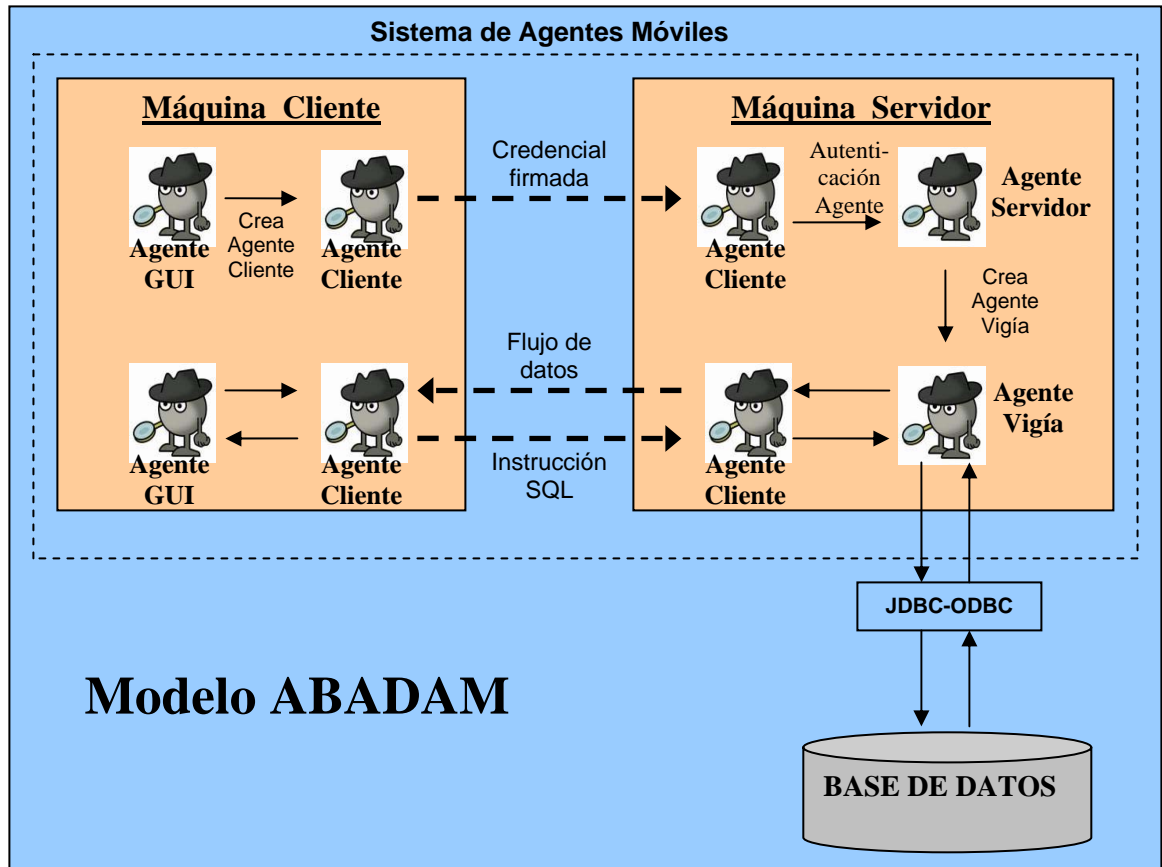 Sistema de Agentes Móviles
Máquina Cliente
Agente
GUI
Crea
Agente
Cliente
Agente
Cliente
Credencial
firmada
Máquina Servidor
Agente
Cliente
Autenti-
cación
Agente
Agente
Servidor
Crea
Agente
Vigía
Agente
GUI
Agente
Cliente
Flujo de
datos
Instrucción
SQL
Agente
Cliente
Agente
Vigía
JDBC-ODBC
Modelo ABADAM
BASE DE DATOS